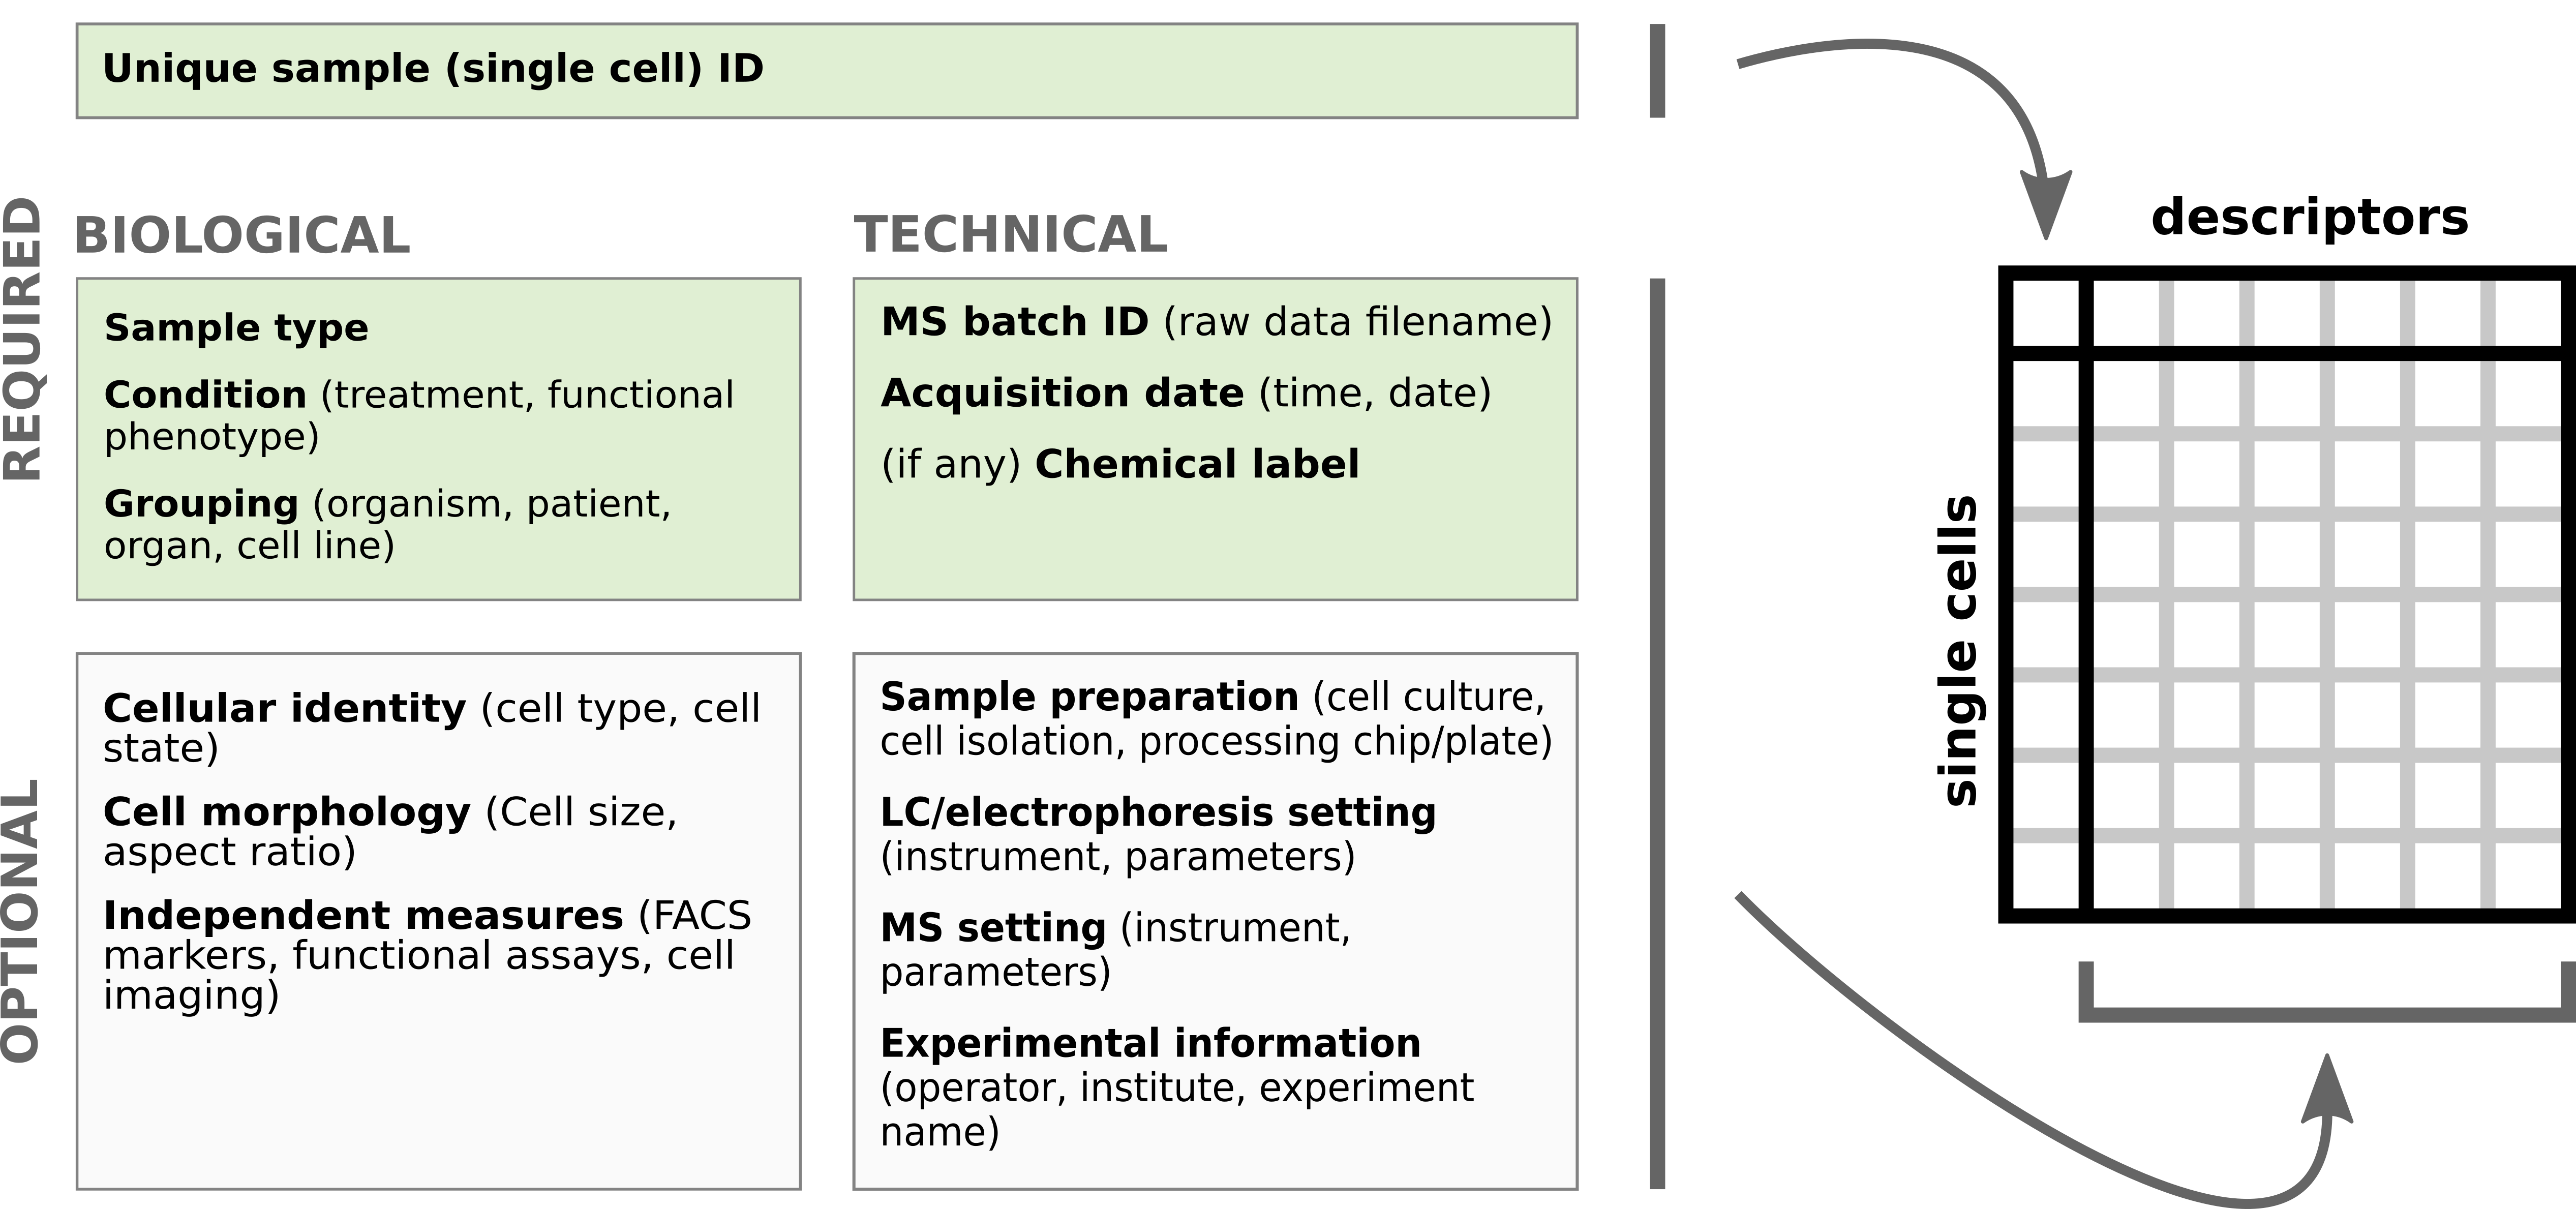 Unique sample (single cell) ID
REQUIRED
BIOLOGICAL
Sample type
Condition (treatment, functional
phenotype)
Grouping (organism, patient,
organ, cell line)
TECHNICAL
MS batch ID (raw data filename)
Acquisition date (time, date)
(if any) Chemical label
OPTIONAL
Cellular identity (cell type, cell
state)
Cell morphology (Cell size,
aspect ratio)
Independent measures (FACS
markers, functional assays, cell
imaging)
Sample preparation (cell culture,
cell isolation, processing chip/plate)
LC/electrophoresis setting
(instrument, parameters)
MS setting (instrument,
parameters)
Experimental information
(operator, institute, experiment
name)
descriptors
single cells